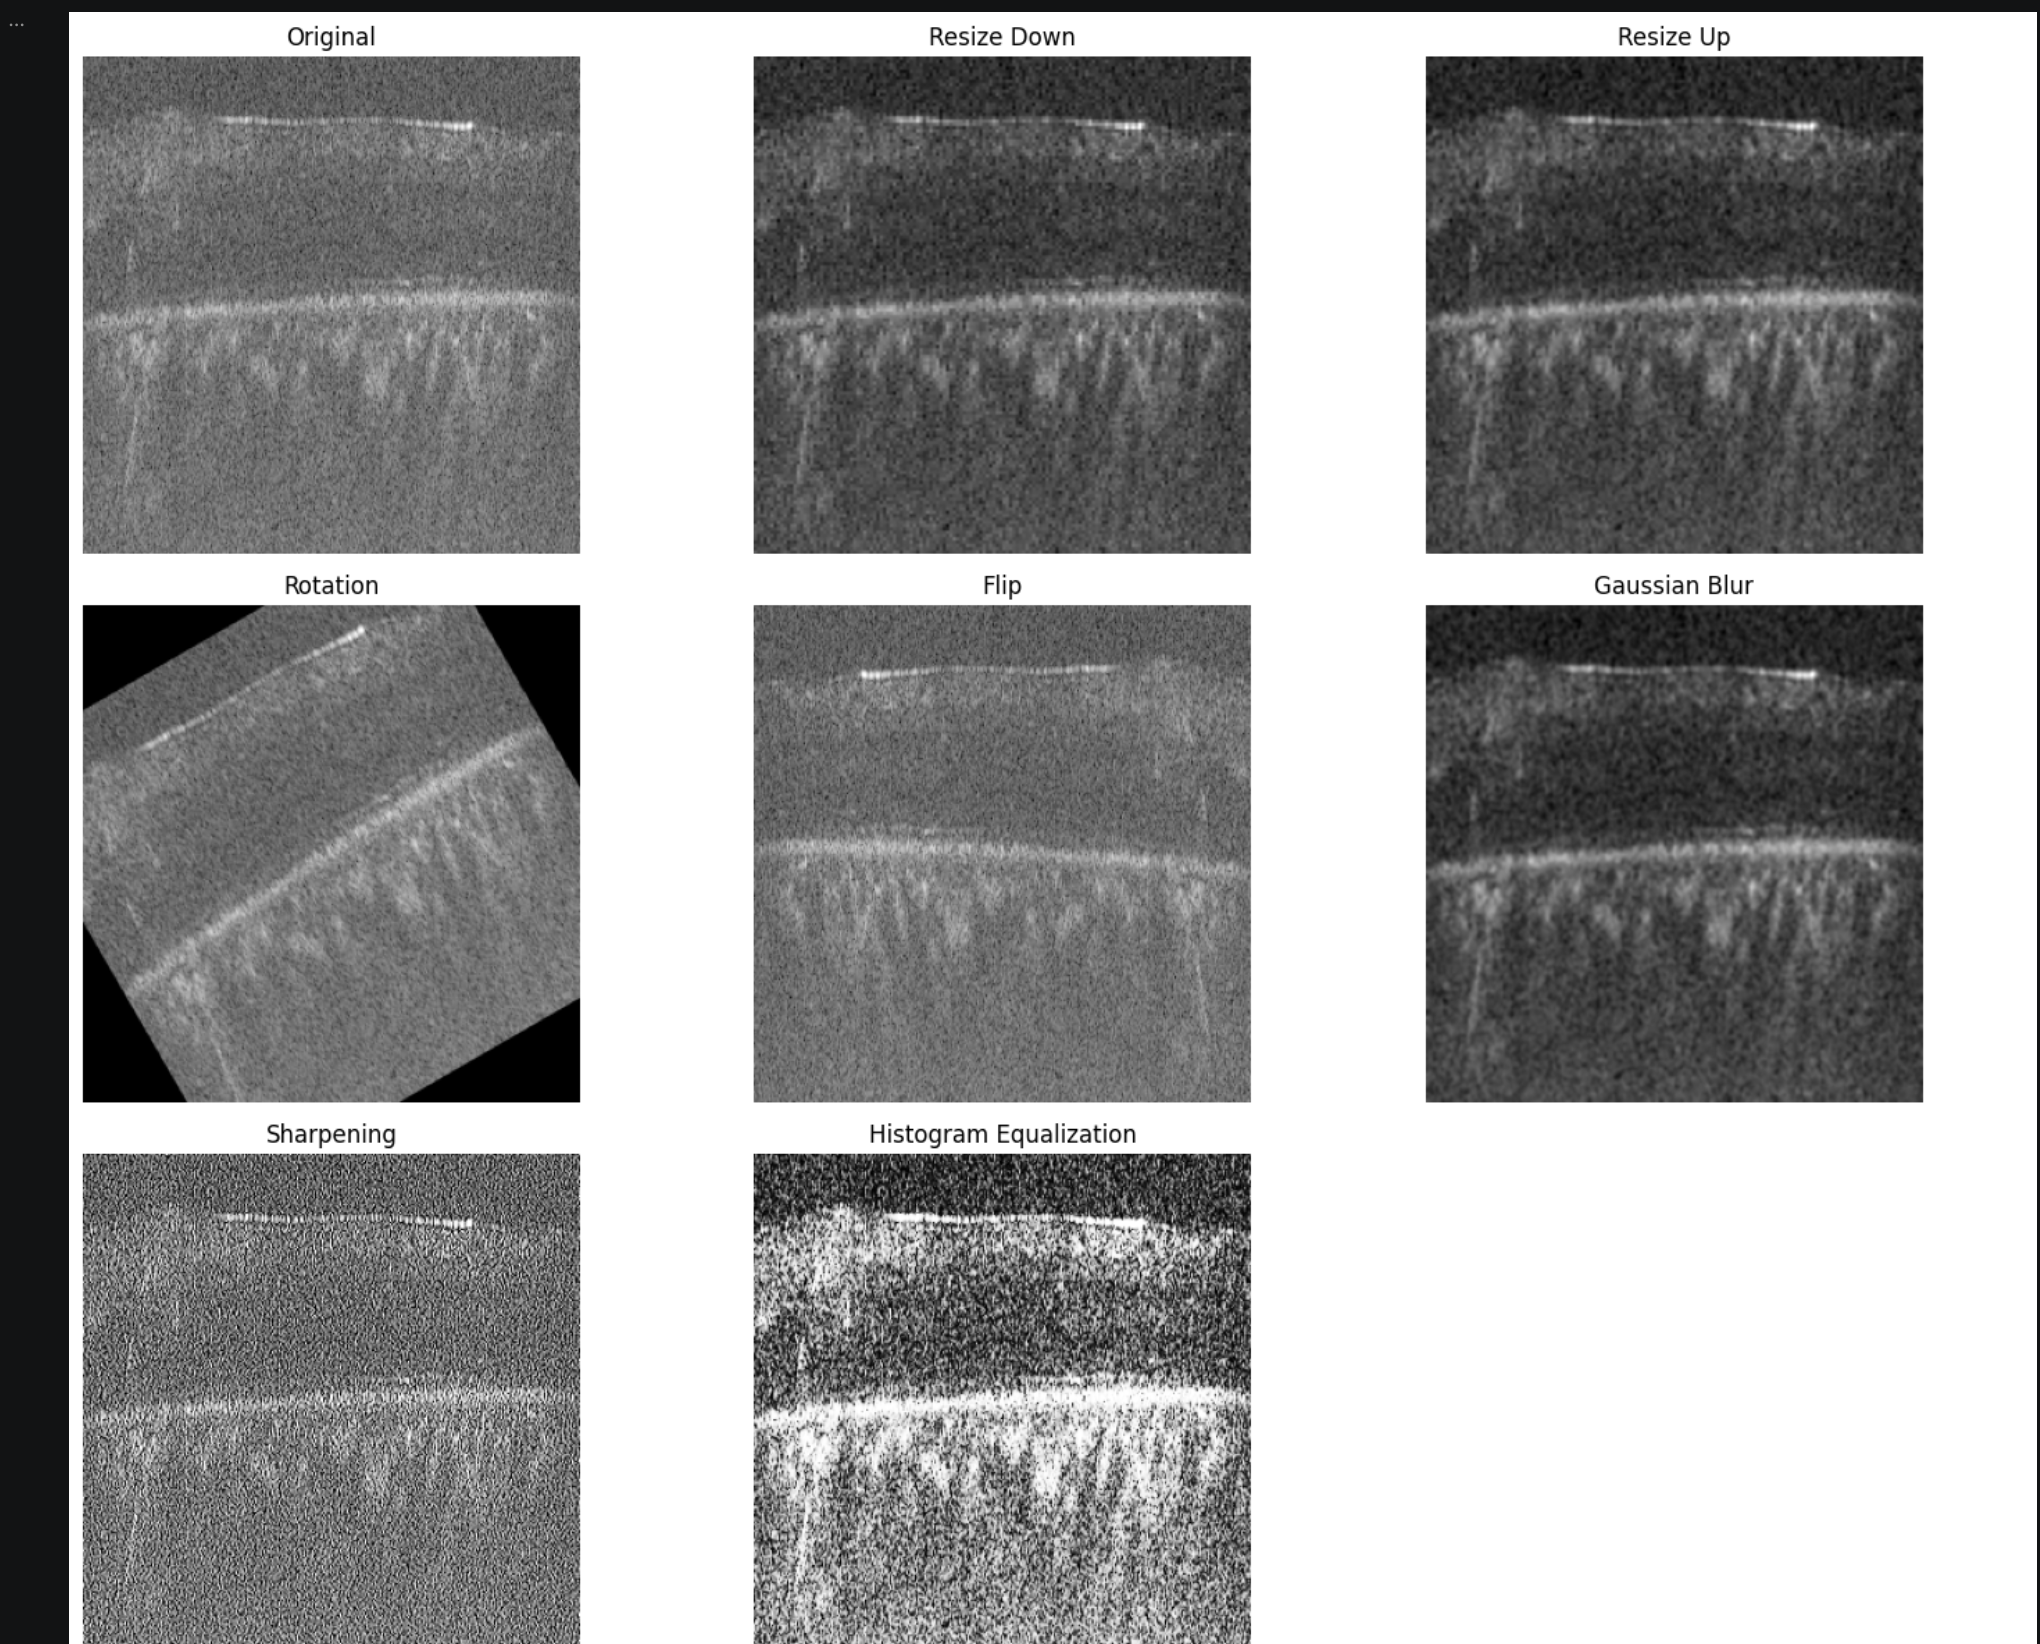 ...
Original
Resize Down
Resize Up
Rotation
Flip
Gaussian Blur
Sharpening
Histogram Equalization